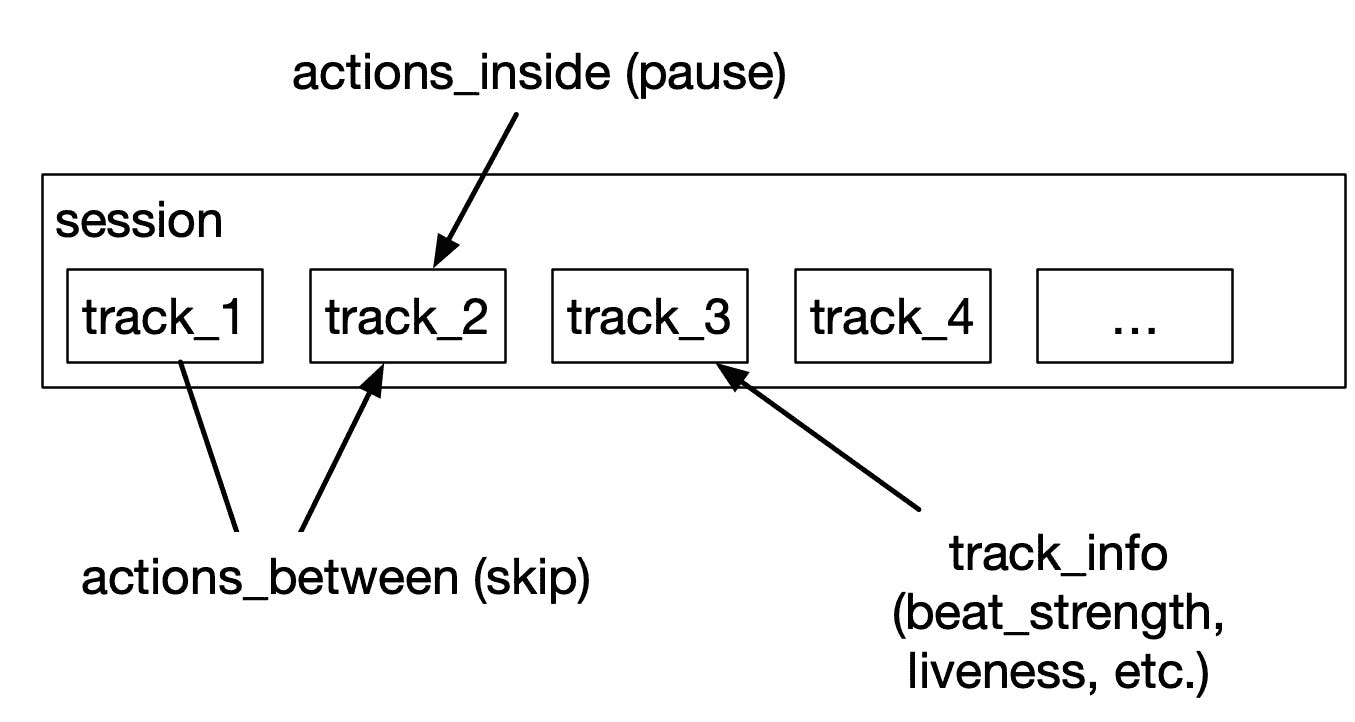 actions_inside (pause)
session
track_1
track_2
track_3
track_4
...
actions_between (skip)
track_info
(beat_strength,
liveness, etc.)